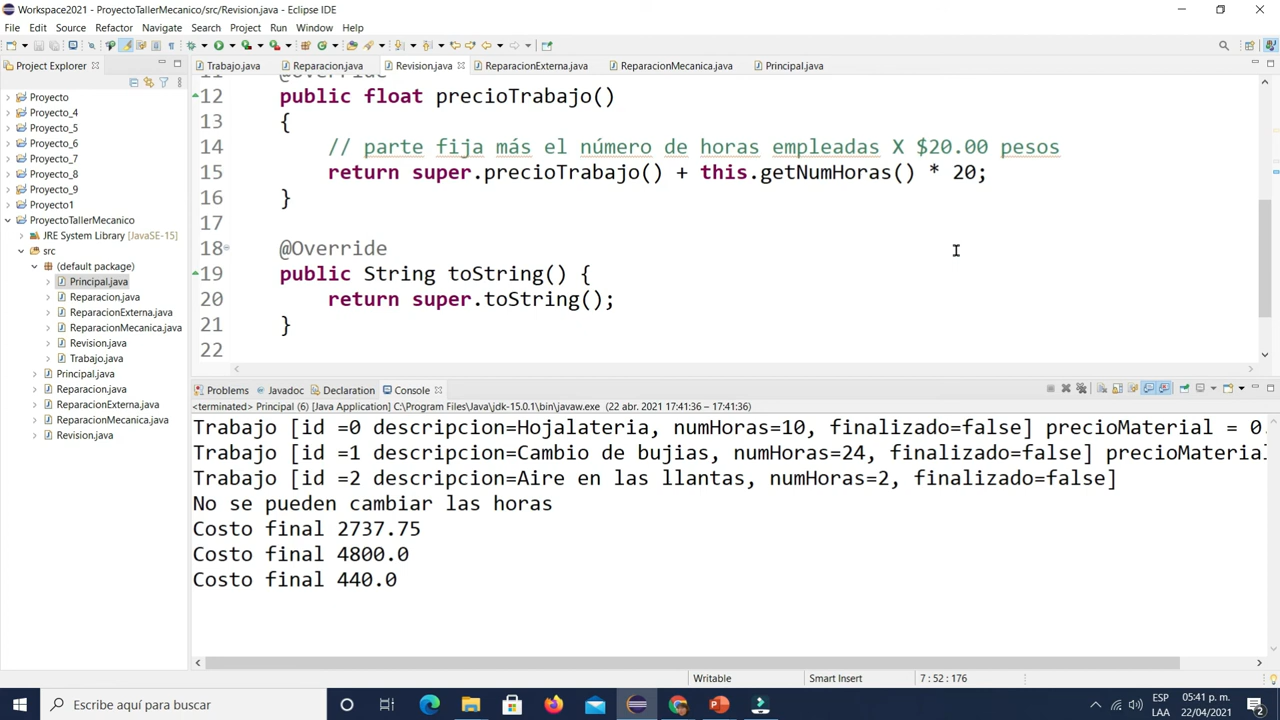 Workspace2021 - ProyectoTallerMecanico/src/Revision.java - Eclipse IDE
File Edit Source Refactor Navigate Search Project Run Window Help
Project Explorer
Trabajo.java Reparacion.java Revision.java ReparacionExterna.java ReparacionMecanica.java Principal.java
Proyecto
Proyecto_4
Proyecto_5
Proyecto_6
Proyecto_7
Proyecto_8
Proyecto_9
Proyecto1
ProyectoTallerMecanico
JRE System Library [JavaSE-15]
src
(default package)
Principal.java
Reparacion.java
ReparacionExterna.java
ReparacionMecanica.java
Revision.java
Trabajo.java
Principal.java
Reparacion.java
ReparacionExterna.java
ReparacionMecanica.java
Revision.java
11 @Override
12 public float precioTrabajo()
13 {
14 // parte fija más el número de horas empleadas X $20.00 pesos
15 return super.precioTrabajo() + this.getNumHoras() * 20;
16 }
17
18 @Override
19 public String toString() {
20 return super.toString();
21 }
22
Problems Javadoc Declaration Console
<terminated> Principal (6) [Java Application] C:\Program Files\Java\jdk-15.0.1\bin\javaw.exe (22 abr. 2021 17:41:36 – 17:41:36)
Trabajo [id =0 descripcion=Hojalateria, numHoras=10, finalizado=false] precioMaterial = 0.
Trabajo [id =1 descripcion=Cambio de bujias, numHoras=24, finalizado=false] precioMaterial
Trabajo [id =2 descripcion=Aire en las llantas, numHoras=2, finalizado=false]
No se pueden cambiar las horas
Costo final 2737.75
Costo final 4800.0
Costo final 440.0
Writable Smart Insert 7 : 52 : 176
Escribe aquí para buscar
ESP
LAA
05:41 p. m.
22/04/2021
2